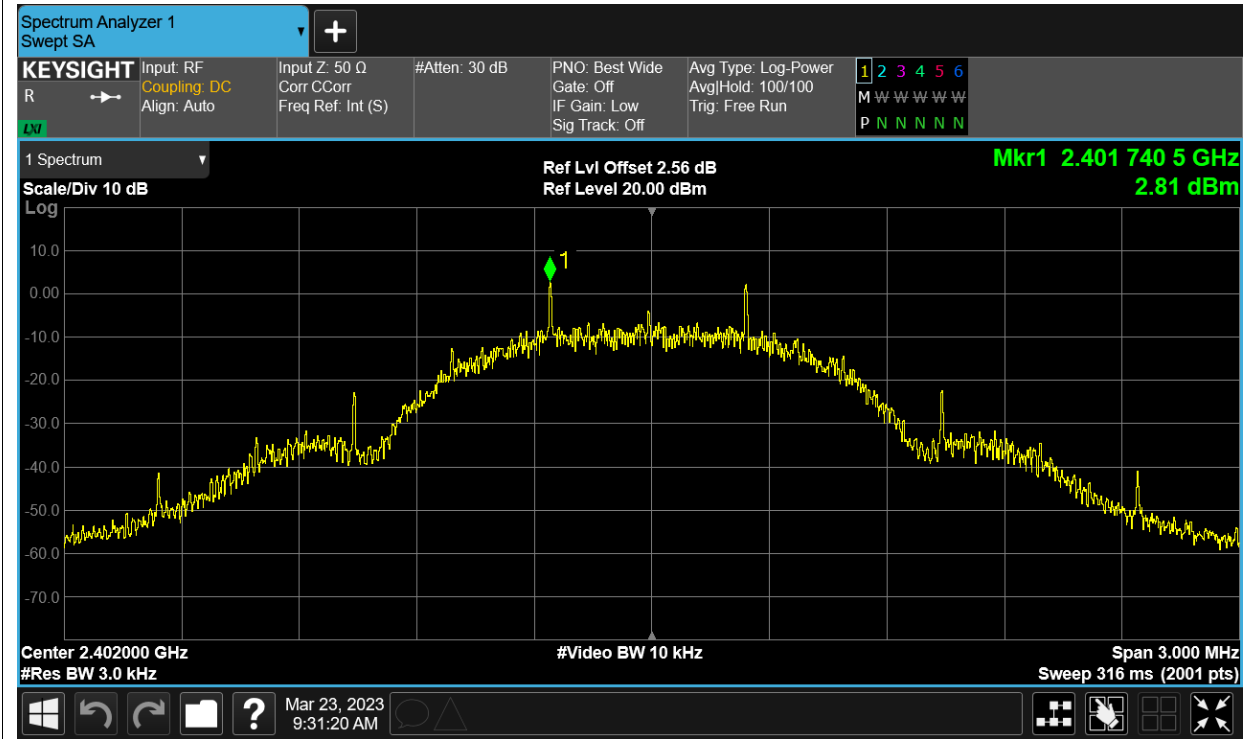 Spectrum Analyzer 1
Swept SA
KEYSIGHT
R
LXI
Input: RF
Coupling: DC
Align: Auto
Input Z: 50 Ω
Corr CCorr
Freq Ref: Int (S)
#Atten: 30 dB
PNO: Best Wide
Gate: Off
IF Gain: Low
Sig Track: Off
Avg Type: Log-Power
Avg|Hold: 100/100
Trig: Free Run
1 2 3 4 5 6
M W W W W W
P N N N N N
1 Spectrum
Scale/Div 10 dB
Log
Ref Lvl Offset 2.56 dB
Ref Level 20.00 dBm
Mkr1 2.401 740 5 GHz
2.81 dBm
1
10.0
0.00
-10.0
-20.0
-30.0
-40.0
-50.0
-60.0
-70.0
Center 2.402000 GHz
#Res BW 3.0 kHz
#Video BW 10 kHz
Span 3.000 MHz
Sweep 316 ms (2001 pts)
?
Mar 23, 2023
9:31:20 AM